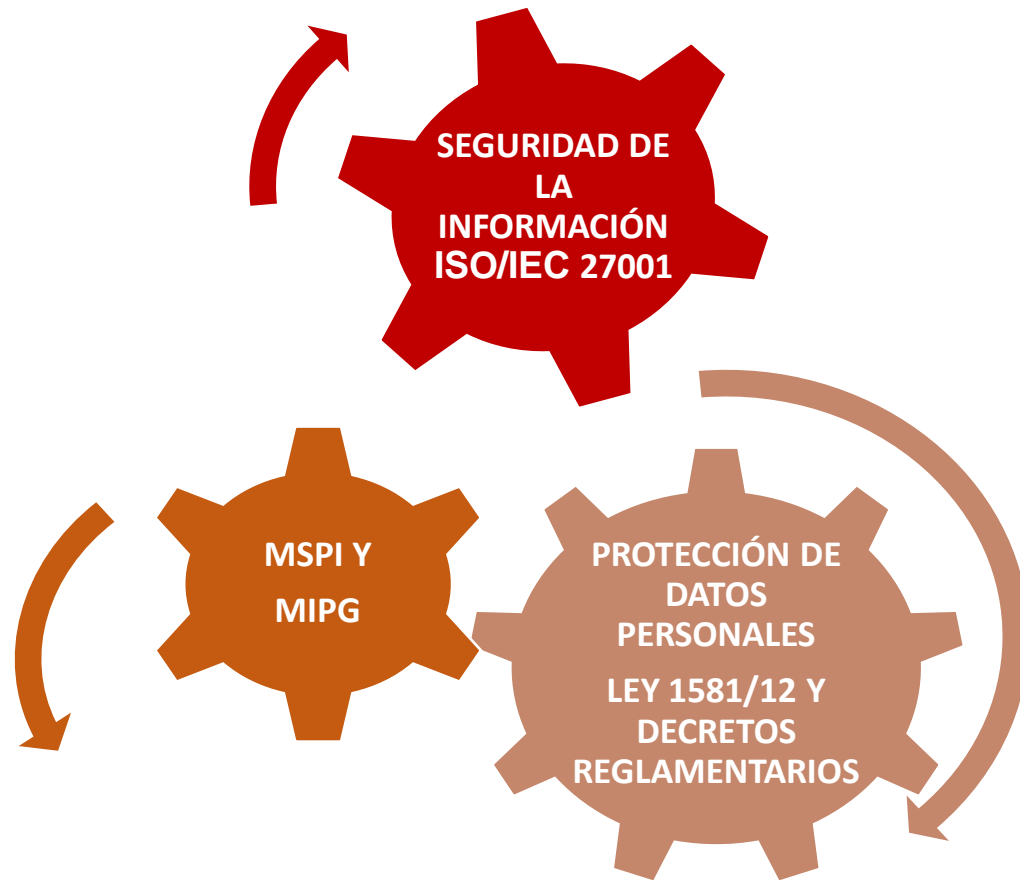 SEGURIDAD DE
LA
INFORMACIÓN
ISO/IEC 27001
MSPI Y
MIPG
PROTECCIÓN DE
DATOS
PERSONALES
LEY 1581/12 Y
DECRETOS
REGLAMENTARIOS